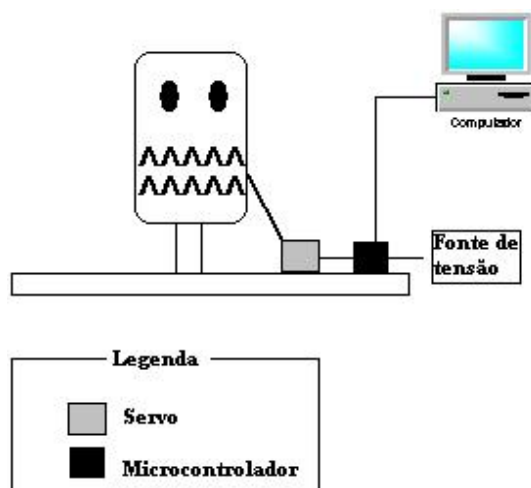 Computador
Fonte de
tensão
Legenda
Servo
Microcontrolador